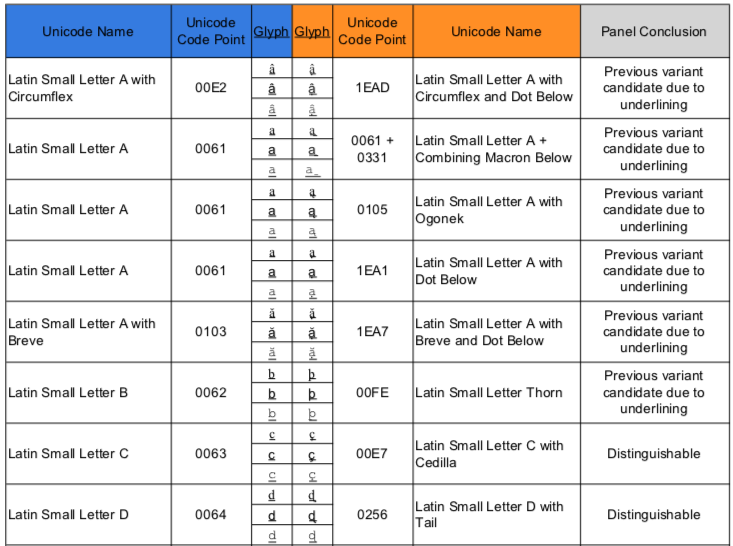 Unicode Name
Unicode
Code Point
Glyph
Glyph
Unicode
Code Point
Unicode Name
Panel Conclusion
Latin Small Letter A with
Circumflex
00E2
â
â
â
ậ
ậ
ậ
1EAD
Latin Small Letter A with
Circumflex and Dot Below
Previous variant
candidate due to
underlining
Latin Small Letter A
0061
a
a
a
a̱
a̱
a̱
0061 +
0331
Latin Small Letter A +
Combining Macron Below
Previous variant
candidate due to
underlining
Latin Small Letter A
0061
a
a
a
ą
ą
ą
0105
Latin Small Letter A with
Ogonek
Previous variant
candidate due to
underlining
Latin Small Letter A
0061
a
a
a
ạ
ạ
ạ
1EA1
Latin Small Letter A with
Dot Below
Previous variant
candidate due to
underlining
Latin Small Letter A with
Breve
0103
ă
ă
ă
ặ
ặ
ặ
1EA7
Latin Small Letter A with
Breve and Dot Below
Previous variant
candidate due to
underlining
Latin Small Letter B
0062
b
b
b
þ
þ
þ
00FE
Latin Small Letter Thorn
Previous variant
candidate due to
underlining
Latin Small Letter C
0063
c
c
c
ç
ç
ç
00E7
Latin Small Letter C with
Cedilla
Distinguishable
Latin Small Letter D
0064
d
d
d
ɖ
ɖ
ɖ
0256
Latin Small Letter D with
Tail
Distinguishable